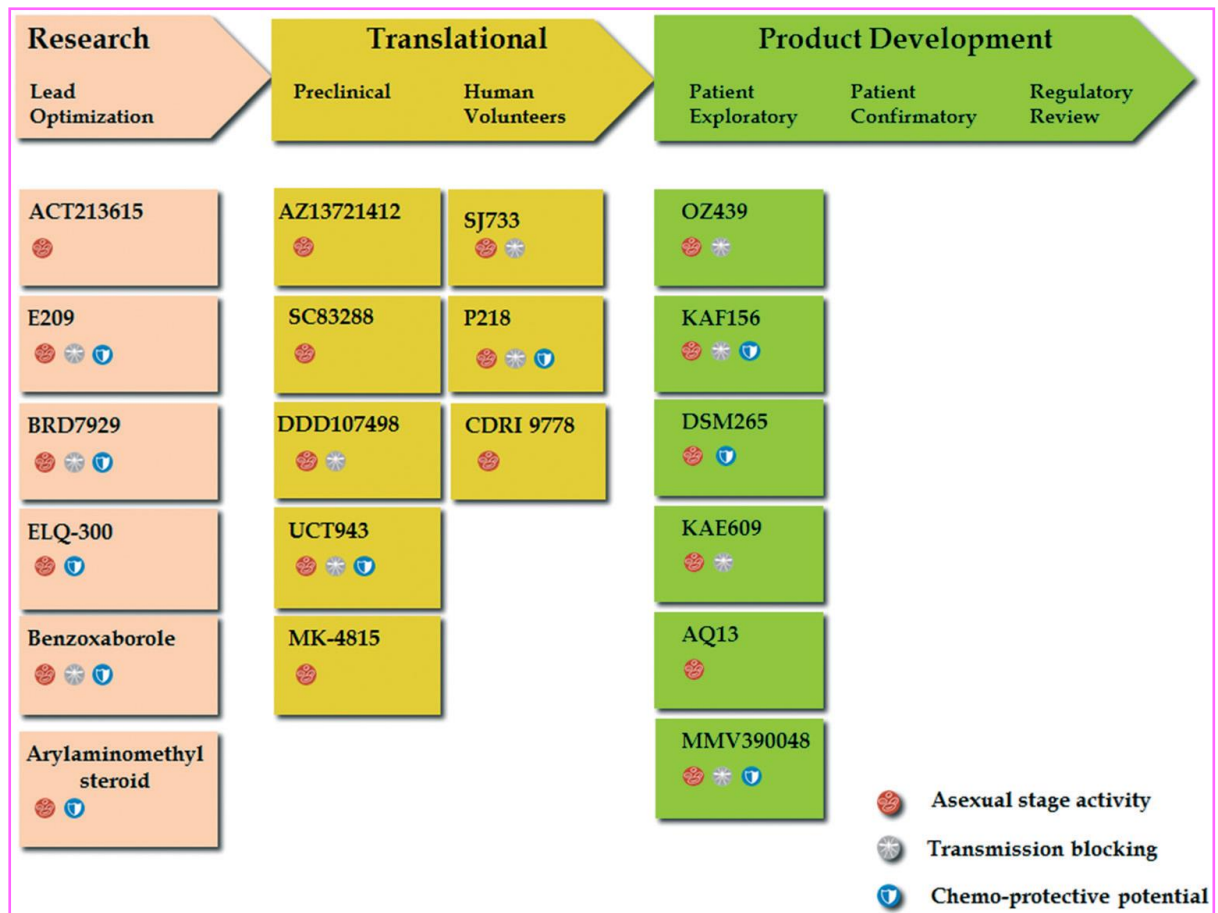 Research
Lead
Optimization
Translational
Preclinical
Human
Volunteers
Product Development
Patient
Exploratory
Patient
Confirmatory
Regulatory
Review
ACT213615
E209
BRD7929
ELQ-300
Benzoxaborole
Arylaminomethyl
steroid
AZ13721412
SC83288
DDD107498
UCT943
MK-4815
SJ733
P218
CDRI 9778
OZ439
KAF156
DSM265
KAE609
AQ13
MMV390048
Asexual stage activity
Transmission blocking
Chemo-protective potential